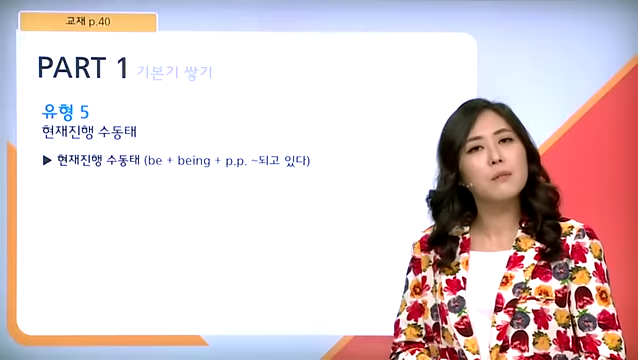 교재 p.40
PART 1 기본기 쌓기
유형 5
현재진행 수동태
▶ 현재진행 수동태 (be + being + p.p. ~되고 있다)